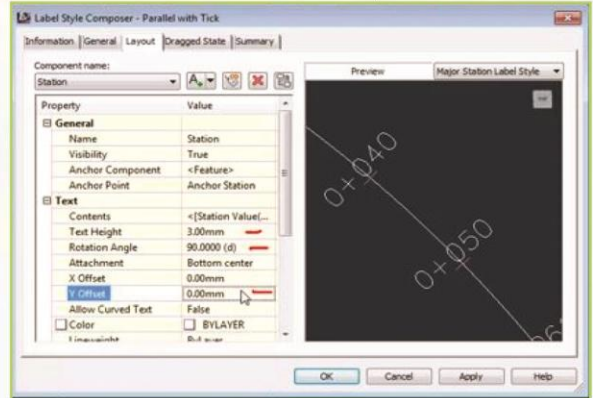 Label Style Composer - Parallel with Tick
Information General Layout Dragged State Summary
Component name:
Station
Preview Major Station Label Style
Property Value
General
Name Station
Visibility True
Anchor Component <Feature>
Anchor Point Anchor Station
Text
Contents <[Station Value(...
Text Height 3.00mm
Rotation Angle 90.0000 (d)
Attachment Bottom center
X Offset 0.00mm
Y Offset 0.00mm
Allow Curved Text False
Color BYLAYER
Lineweight ByLayer
0+040
0+050
OK Cancel Apply Help